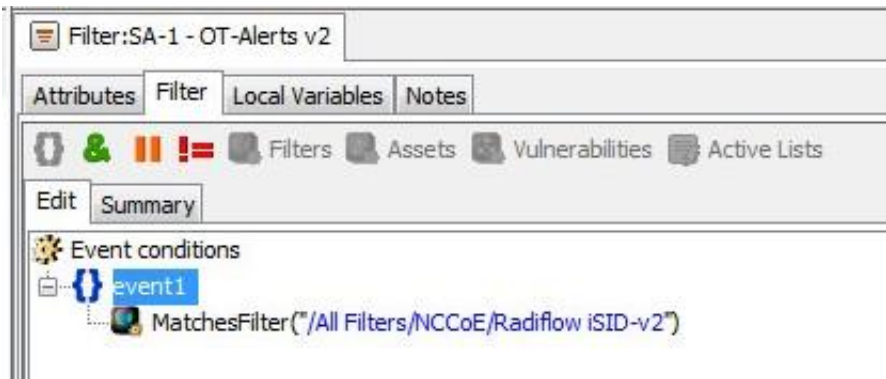 Filter:SA-1 - OT-Alerts v2
Attributes Filter Local Variables Notes
{} & || != Filters Assets Vulnerabilities Active Lists
Edit Summary
Event conditions
{} event1
MatchesFilter("/All Filters/NCCoE/Radiflow iSID-v2")